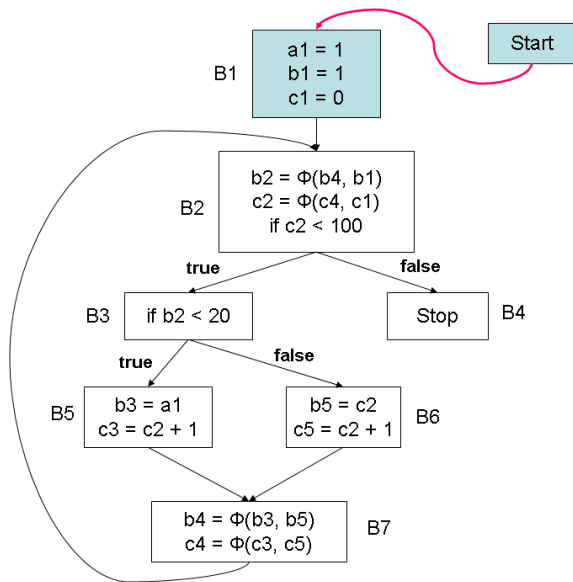 Start
B1
a1 = 1
b1 = 1
c1 = 0
B2
b2 = Φ(b4, b1)
c2 = Φ(c4, c1)
if c2 < 100
true
false
B3
if b2 < 20
Stop
B4
true
false
B5
b3 = a1
c3 = c2 + 1
b5 = c2
c5 = c2 + 1
B6
b4 = Φ(b3, b5)
c4 = Φ(c3, c5)
B7